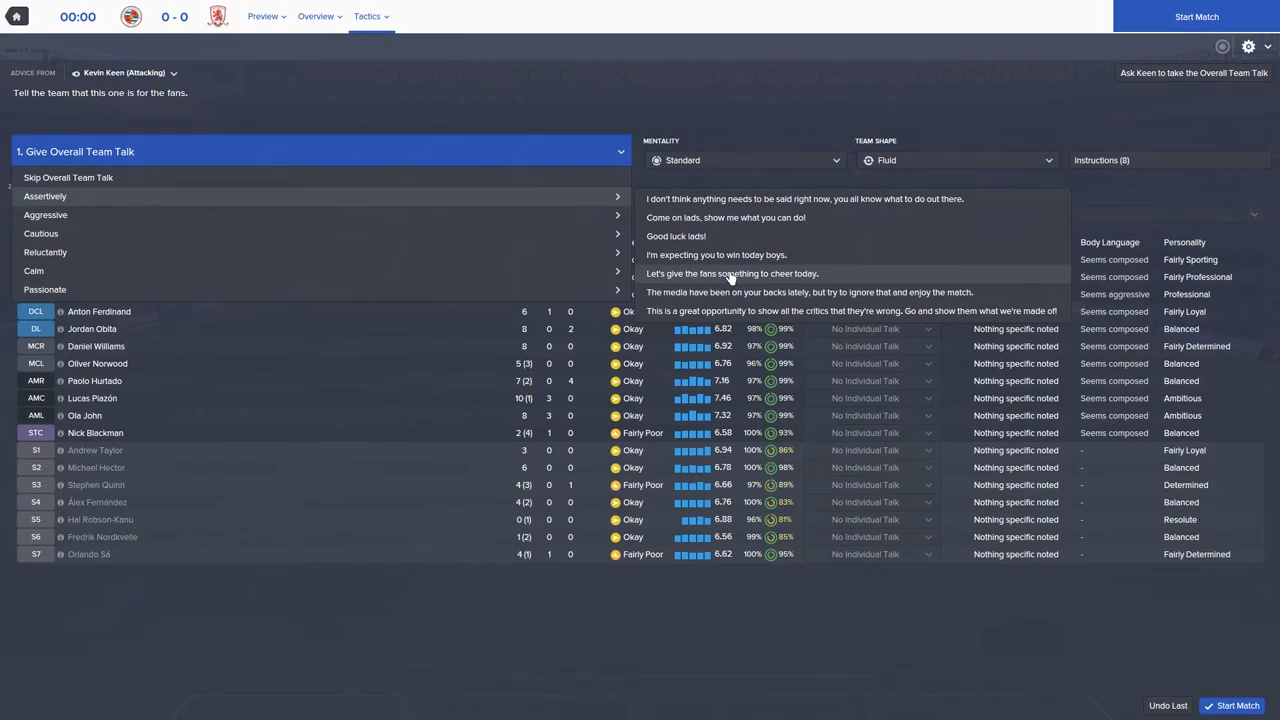 00:00 0 - 0 Preview Overview Tactics Start Match
ADVICE FROM Kevin Keen (Attacking) Ask Keen to take the Overall Team Talk
Tell the team that this one is for the fans.
MENTALITY TEAM SHAPE
1. Give Overall Team Talk Standard Fluid Instructions (8)
Skip Overall Team Talk
Assertively I don't think anything needs to be said right now, you all know what to do out there.
Aggressive Come on lads, show me what you can do!
Cautious Good luck lads! Body Language Personality
Reluctantly I'm expecting you to win today boys. Seems composed Fairly Sporting
Calm Let's give the fans something to cheer today. Seems composed Fairly Professional
Passionate The media have been on your backs lately, but try to ignore that and enjoy the match. Seems aggressive Professional
DCL Anton Ferdinand 6 1 0 This is a great opportunity to show all the critics that they're wrong. Go and show them what we're made of! Seems composed Fairly Loyal
DL Jordan Obita 8 0 2 Okay 6.82 98% 99% No Individual Talk Nothing specific noted Seems composed Balanced
MCR Daniel Williams 8 0 0 Okay 6.92 93% 99% No Individual Talk Nothing specific noted Seems composed Fairly Determined
MCL Oliver Norwood 5 (3) 0 0 Okay 6.76 96% 99% No Individual Talk Nothing specific noted Seems composed Balanced
AMR Paolo Hurtado 7 (2) 0 4 Okay 7.16 97% 99% No Individual Talk Nothing specific noted Seems composed Balanced
AMC Lucas Piazón 10 (1) 3 0 Okay 7.46 97% 99% No Individual Talk Nothing specific noted Seems composed Ambitious
AML Ola John 8 3 0 Okay 7.32 97% 99% No Individual Talk Nothing specific noted Seems composed Ambitious
STC Nick Blackman 2 (4) 1 0 Fairly Poor 6.58 100% 93% No Individual Talk Nothing specific noted Seems composed Balanced
S1 Andrew Taylor 3 0 0 Okay 6.94 100% 86% No Individual Talk Nothing specific noted - Fairly Loyal
S2 Michael Hector 6 0 0 Okay 6.78 100% 98% No Individual Talk Nothing specific noted - Balanced
S3 Stephen Quinn 4 (3) 0 1 Fairly Poor 6.66 97% 89% No Individual Talk Nothing specific noted - Determined
S4 Álex Fernández 4 (2) 0 0 Okay 6.76 100% 83% No Individual Talk Nothing specific noted - Balanced
S5 Hal Robson-Kanu 0 (1) 0 0 Okay 6.88 96% 81% No Individual Talk Nothing specific noted - Resolute
S6 Fredrik Nordkvelle 1 (2) 0 0 Okay 6.56 99% 85% No Individual Talk Nothing specific noted - Balanced
S7 Orlando Sá 4 (1) 1 0 Fairly Poor 6.62 100% 95% No Individual Talk Nothing specific noted - Fairly Determined
Undo Last Start Match